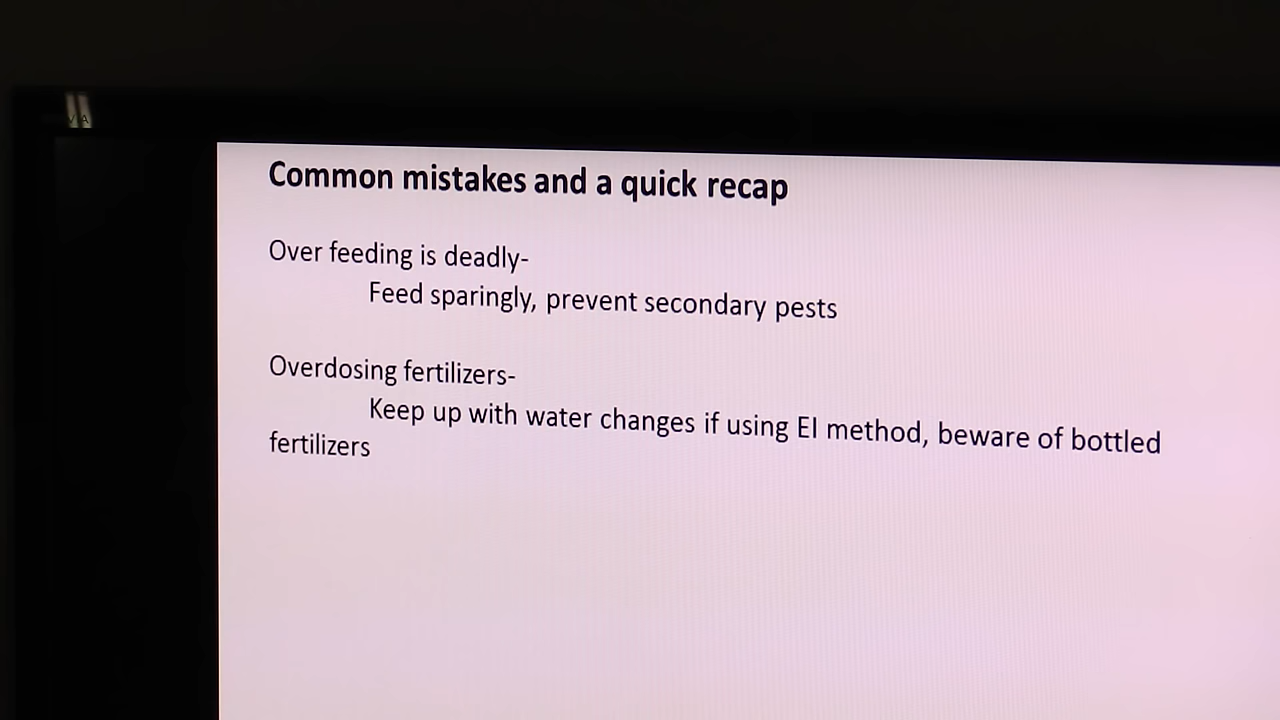 Common mistakes and a quick recap
Over feeding is deadly-
Feed sparingly, prevent secondary pests
Overdosing fertilizers-
Keep up with water changes if using EI method, beware of bottled
fertilizers